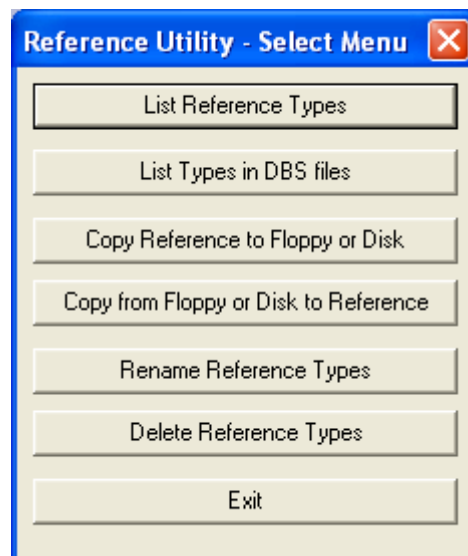 Reference Utility - Select Menu
List Reference Types
List Types in DBS files
Copy Reference to Floppy or Disk
Copy from Floppy or Disk to Reference
Rename Reference Types
Delete Reference Types
Exit